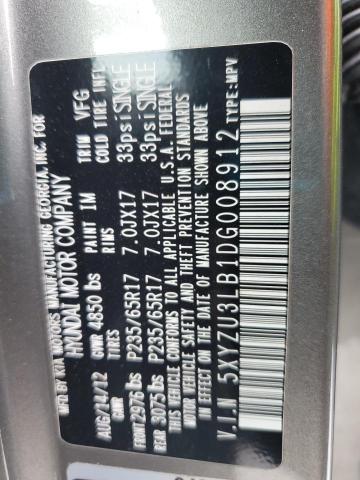 MFD BY KIA MOTORS MANUFACTURING GEORGIA, INC. FOR
HYUNDAI MOTOR COMPANY
AUG/14/12 GVWR 4850 lbs PAINT IM TRIM VFG
GAWR TIRES RIMS COLD TIRE INFL
FRONT 2976 lbs P235/65R17 7.0JX17 33psi SINGLE
REAR 3075 lbs P235/65R17 7.0JX17 33psi SINGLE
THIS VEHICLE CONFORMS TO ALL APPLICABLE U.S.A. FEDERAL
MOTOR VEHICLE SAFETY, BUMPER, AND THEFT PREVENTION STANDARDS
IN EFFECT ON THE DATE OF MANUFACTURE SHOWN ABOVE
V.I.N 5XYZU3LB1DG008912 TYPE:MPV